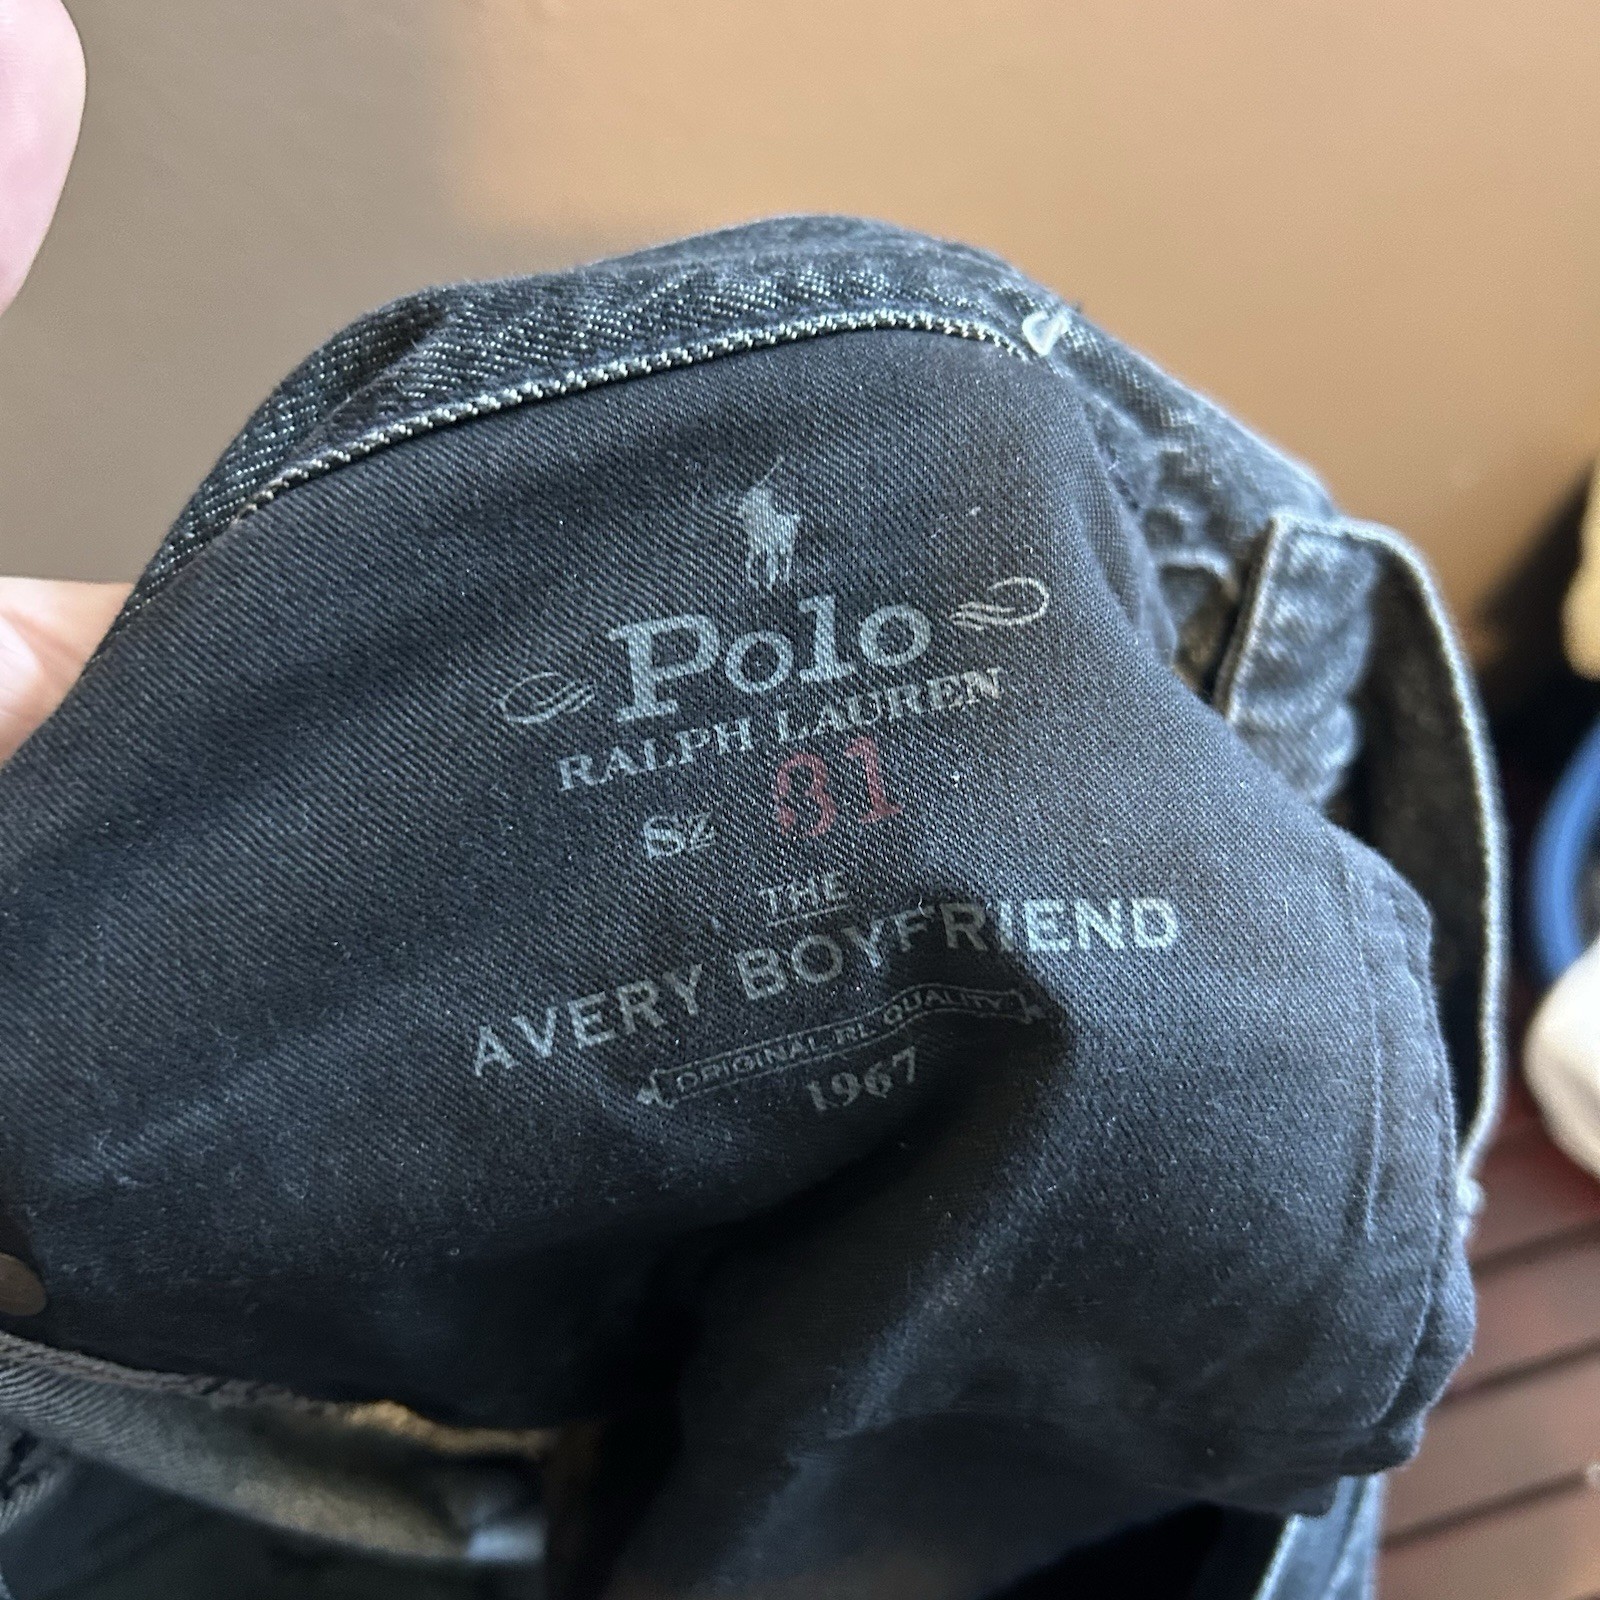 Polo
RALPH LAUREN
Sz 31
THE
AVERY BOYFRIEND
ORIGINAL RL QUALITY
1967